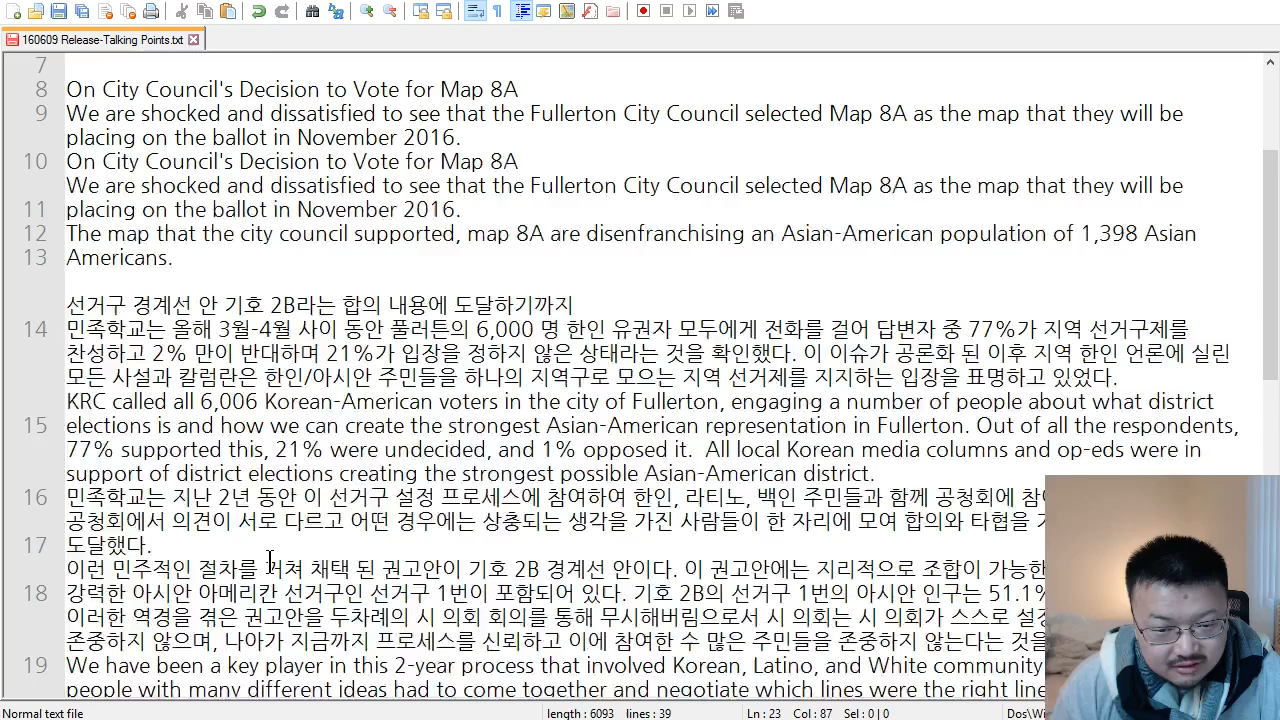 160609 Release-Talking Points.txt
7
8 On City Council's Decision to Vote for Map 8A
9 We are shocked and dissatisfied to see that the Fullerton City Council selected Map 8A as the map that they will be
placing on the ballot in November 2016.
10 On City Council's Decision to Vote for Map 8A
We are shocked and dissatisfied to see that the Fullerton City Council selected Map 8A as the map that they will be
11 placing on the ballot in November 2016.
12 The map that the city council supported, map 8A are disenfranchising an Asian-American population of 1,398 Asian
13 Americans.
선거구 경계선 안 기호 2B라는 합의 내용에 도달하기까지
14 민족학교는 올해 3월-4월 사이 동안 풀러튼의 6,000 명 한인 유권자 모두에게 전화를 걸어 답변자 중 77%가 지역 선거구제를
찬성하고 2% 만이 반대하며 21%가 입장을 정하지 않은 상태라는 것을 확인했다. 이 이슈가 공론화 된 이후 지역 한인 언론에 실린
모든 사설과 칼럼란은 한인/아시안 주민들을 하나의 지역구로 모으는 지역 선거제를 지지하는 입장을 표명하고 있었다.
KRC called all 6,006 Korean-American voters in the city of Fullerton, engaging a number of people about what district
15 elections is and how we can create the strongest Asian-American representation in Fullerton. Out of all the respondents,
77% supported this, 21% were undecided, and 1% opposed it.  All local Korean media columns and op-eds were in
support of district elections creating the strongest possible Asian-American district.
16 민족학교는 지난 2년 동안 이 선거구 설정 프로세스에 참여하여 한인, 라티노, 백인 주민들과 함께 공청회에
공청회에서 의견이 서로 다르고 어떤 경우에는 상충되는 생각을 가진 사람들이 한 자리에 모여 합의와 타협을
17 도달했다.
이런 민주적인 절차를 거쳐 채택 된 권고안이 기호 2B 경계선 안이다. 이 권고안에는 지리적으로 조합이 가능한
18 강력한 아시안 아메리칸 선거구인 선거구 1번이 포함되어 있다. 기호 2B의 선거구 1번의 아시안 인구는 51.1%
이러한 역경을 겪은 권고안을 두차례의 시 의회 회의를 통해 무시해버림으로서 시 의회는 시 의회가 스스로
존중하지 않으며, 나아가 지금까지 프로세스를 신뢰하고 이에 참여한 수 많은 주민들을 존중하지 않는다는 것을
19 We have been a key player in this 2-year process that involved Korean, Latino, and White community
people with many different ideas had to come together and negotiate which lines were the right
Normal text file
length : 6093 lines : 39
Ln : 23 Col : 87 Sel : 0 | 0